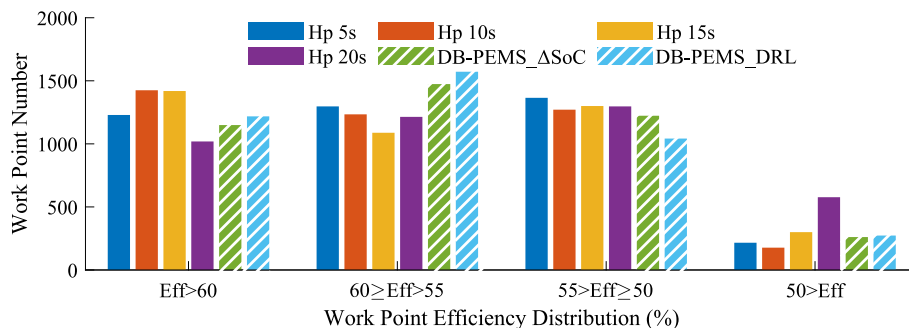 2000
1500
1000
500
0
Work Point Number
Hp 5s
Hp 10s
Hp 15s
Hp 20s
DB-PEMS_ΔSoC
DB-PEMS_DRL
Eff>60
60≥Eff>55
55>Eff≥50
50>Eff
Work Point Efficiency Distribution (%)